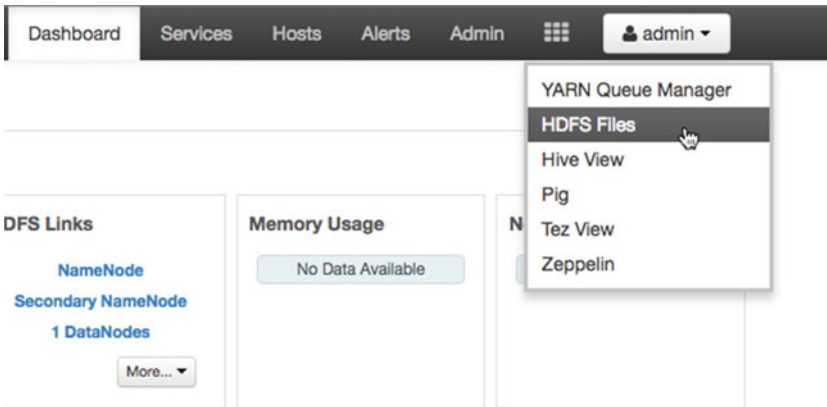 Dashboard Services Hosts Alerts Admin admin
YARN Queue Manager
HDFS Files
Hive View
Pig
Tez View
Zeppelin
DFS Links
NameNode
Secondary NameNode
1 DataNodes
More...
Memory Usage
No Data Available